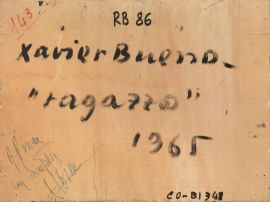 143.
RB 86
Xavier Bueno
"ragazzo"
1965
CO-B1348